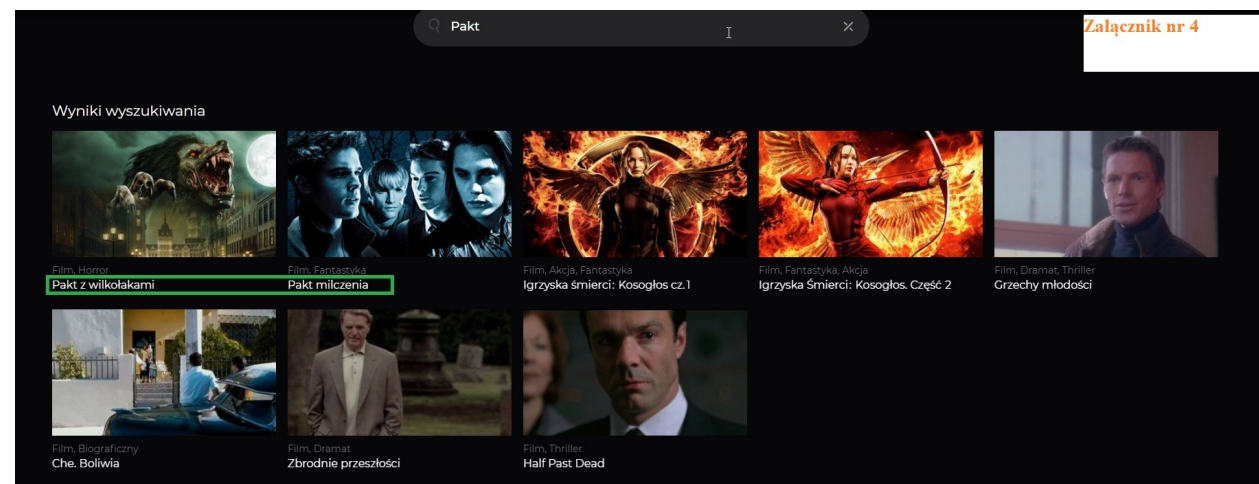 Pakt
Załącznik nr 4
Wyniki wyszukiwania
Film, Horror
Pakt z wilkołakami
Film, Fantastyka
Pakt milczenia
Film, Akcja, Fantastyka
Igrzyska śmierci: Kosogłos cz.1
Film, Fantastyka, Akcja
Igrzyska Śmierci: Kosogłos. Część 2
Film, Dramat, Thriller
Grzechy młodości
Film, Biograficzny
Che. Boliwia
Film, Dramat
Zbrodnie przeszłości
Film, Thriller
Half Past Dead